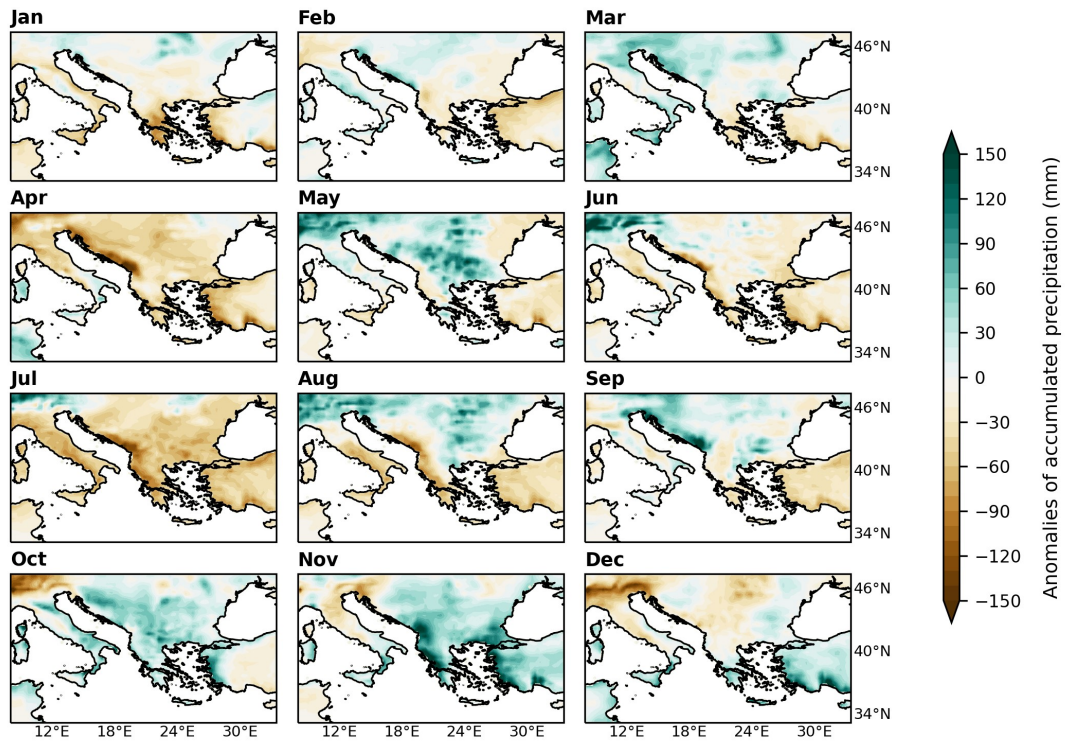 Jan Feb Mar
46°N
40°N
34°N
Apr May Jun
46°N
40°N
34°N
Jul Aug Sep
46°N
40°N
34°N
Oct Nov Dec
46°N
40°N
34°N
12°E 18°E 24°E 30°E 12°E 18°E 24°E 30°E 12°E 18°E 24°E 30°E
150
120
90
60
30
0
−30
−60
−90
−120
−150
Anomalies of accumulated precipitation (mm)